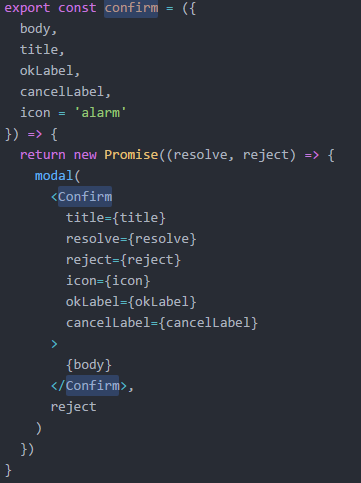 export const confirm = ({
  body,
  title,
  okLabel,
  cancelLabel,
  icon = 'alarm'
}) => {
  return new Promise((resolve, reject) => {
    modal(
      <Confirm
        title={title}
        resolve={resolve}
        reject={reject}
        icon={icon}
        okLabel={okLabel}
        cancelLabel={cancelLabel}
      >
        {body}
      </Confirm>,
      reject
    )
  })
}